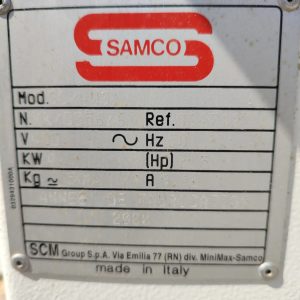 SAMCO
Mod.
N. Ref.
V ~ Hz
KW (Hp)
Kg ≃ A
SCM Group S.p.A. Via Emilia 77 (RN) div. MiniMax-Samco
made in Italy